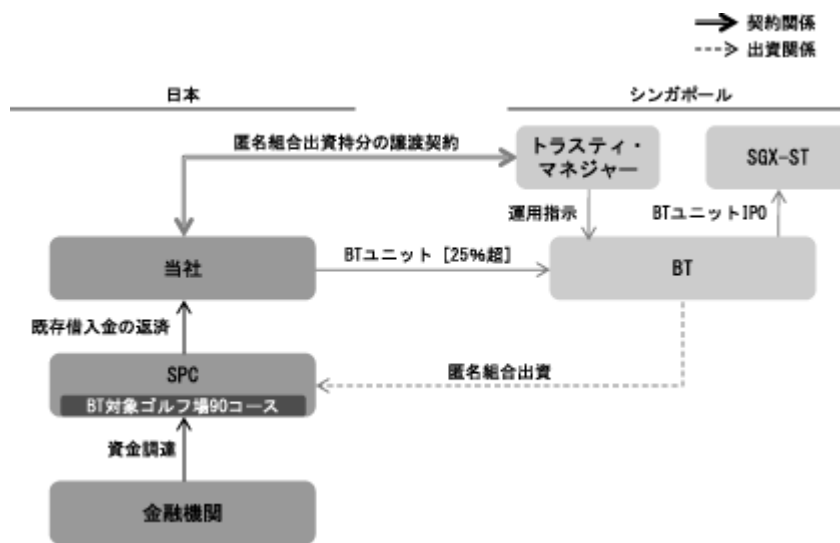 契約関係
出資関係
日本
シンガポール
匿名組合出資持分の譲渡契約
トラスティ・
マネジャー
SGX-ST
運用指示
BTユニットIPO
当社
BTユニット [25%超]
BT
既存借入金の返済
SPC
BT対象ゴルフ場90コース
匿名組合出資
資金調達
金融機関